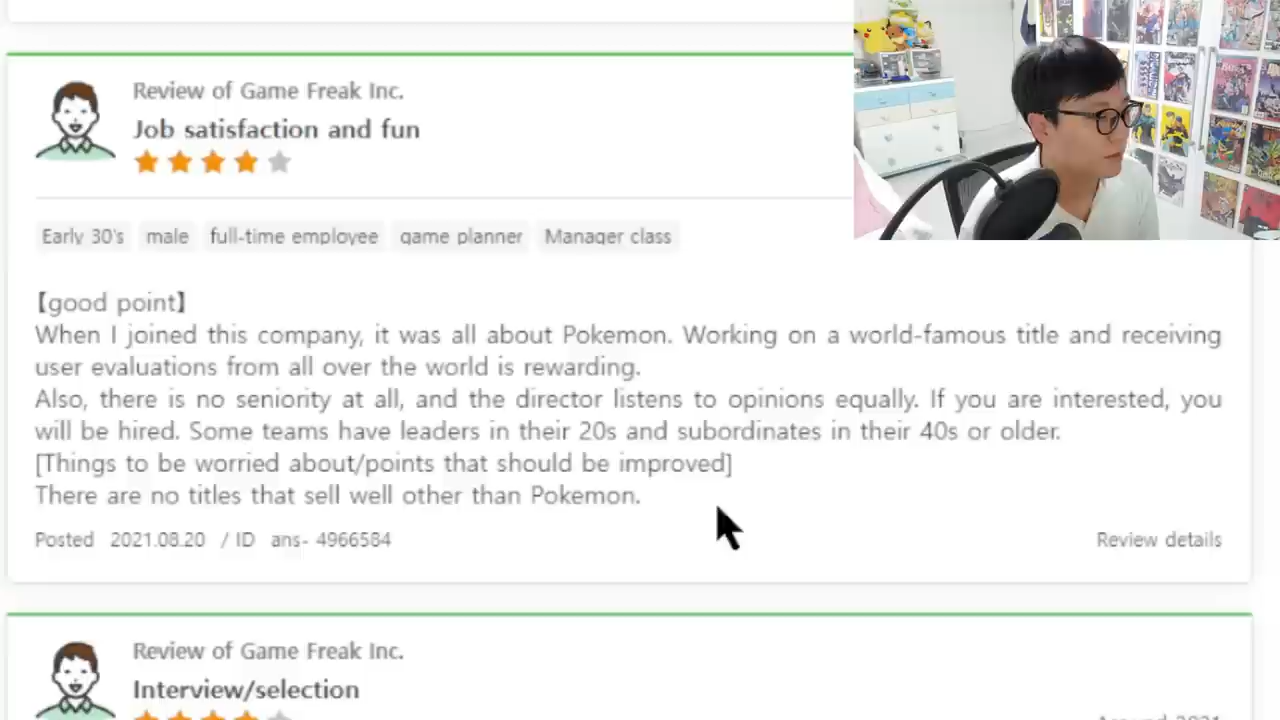 Review of Game Freak Inc.
Job satisfaction and fun
Early 30's male full-time employee game planner Manager class
【good point】
When I joined this company, it was all about Pokemon. Working on a world-famous title and receiving
user evaluations from all over the world is rewarding.
Also, there is no seniority at all, and the director listens to opinions equally. If you are interested, you
will be hired. Some teams have leaders in their 20s and subordinates in their 40s or older.
[Things to be worried about/points that should be improved]
There are no titles that sell well other than Pokemon.
Posted 2021.08.20 / ID ans- 4966584 Review details
Review of Game Freak Inc.
Interview/selection